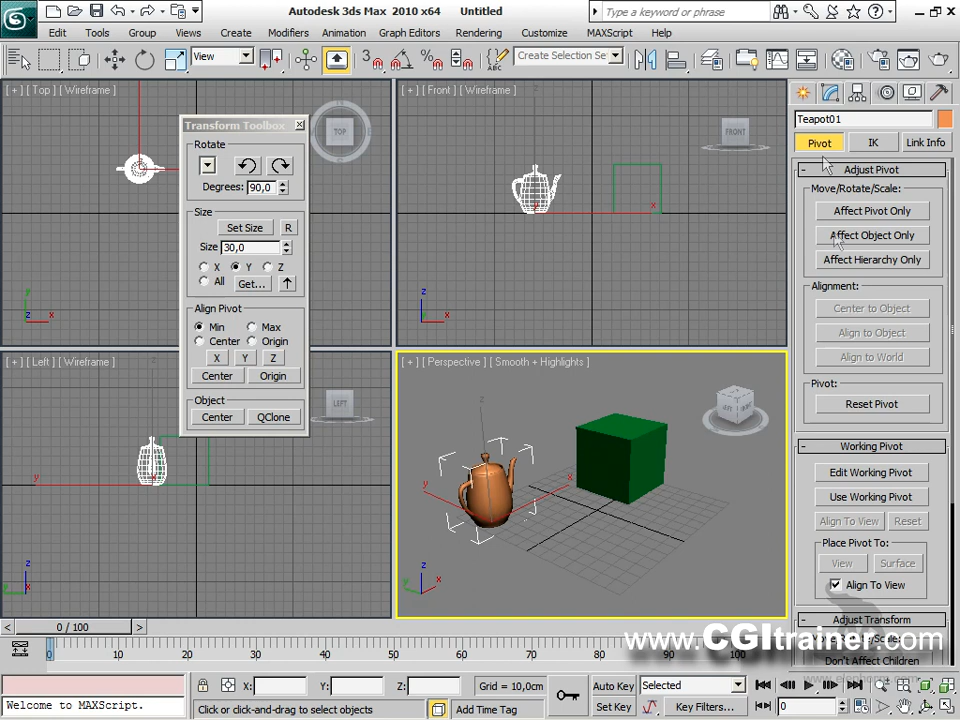 Autodesk 3ds Max 2010 x64 Untitled
Type a keyword or phrase
Edit Tools Group Views Create Modifiers Animation Graph Editors Rendering Customize MAXScript Help
View
3
Create Selection Se
[ + ] [ Top ] [ Wireframe ]
[ + ] [ Front ] [ Wireframe ]
TOP
FRONT
Transform Toolbox
Rotate
Degrees: 90,0
Size
Set Size R
Size 30,0
X Y Z
All Get...
Align Pivot
Min Max
Center Origin
X Y Z
Center Origin
Object
Center QClone
[ + ] [ Left ] [ Wireframe ]
LEFT
[ + ] [ Perspective ] [ Smooth + Highlights ]
Teapot01
Pivot IK Link Info
- Adjust Pivot
Move/Rotate/Scale:
Affect Pivot Only
Affect Object Only
Affect Hierarchy Only
Alignment:
Center to Object
Align to Object
Align to World
Pivot:
Reset Pivot
- Working Pivot
Edit Working Pivot
Use Working Pivot
Align To View Reset
Place Pivot To:
View Surface
Align To View
- Adjust Transform
Move/Rotate/Scale:
Don't Affect Children
www.CGItrainer.com
< 0 / 100 >
0 10 20 30 40 50 60 70 80 90 100
X: Y: Z: Grid = 10,0cm
Auto Key Selected
Welcome to MAXScript.
Click or click-and-drag to select objects
Add Time Tag
Set Key Key Filters...
0